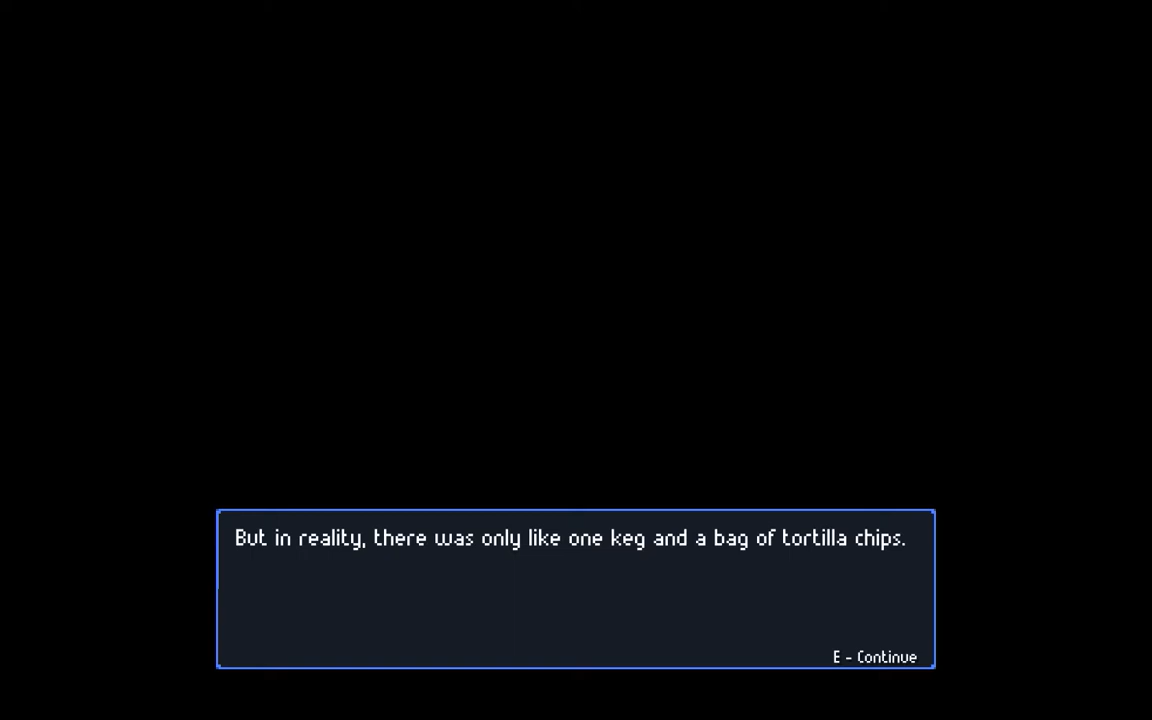 But in reality, there was only like one keg and a bag of tortilla chips.
E - Continue